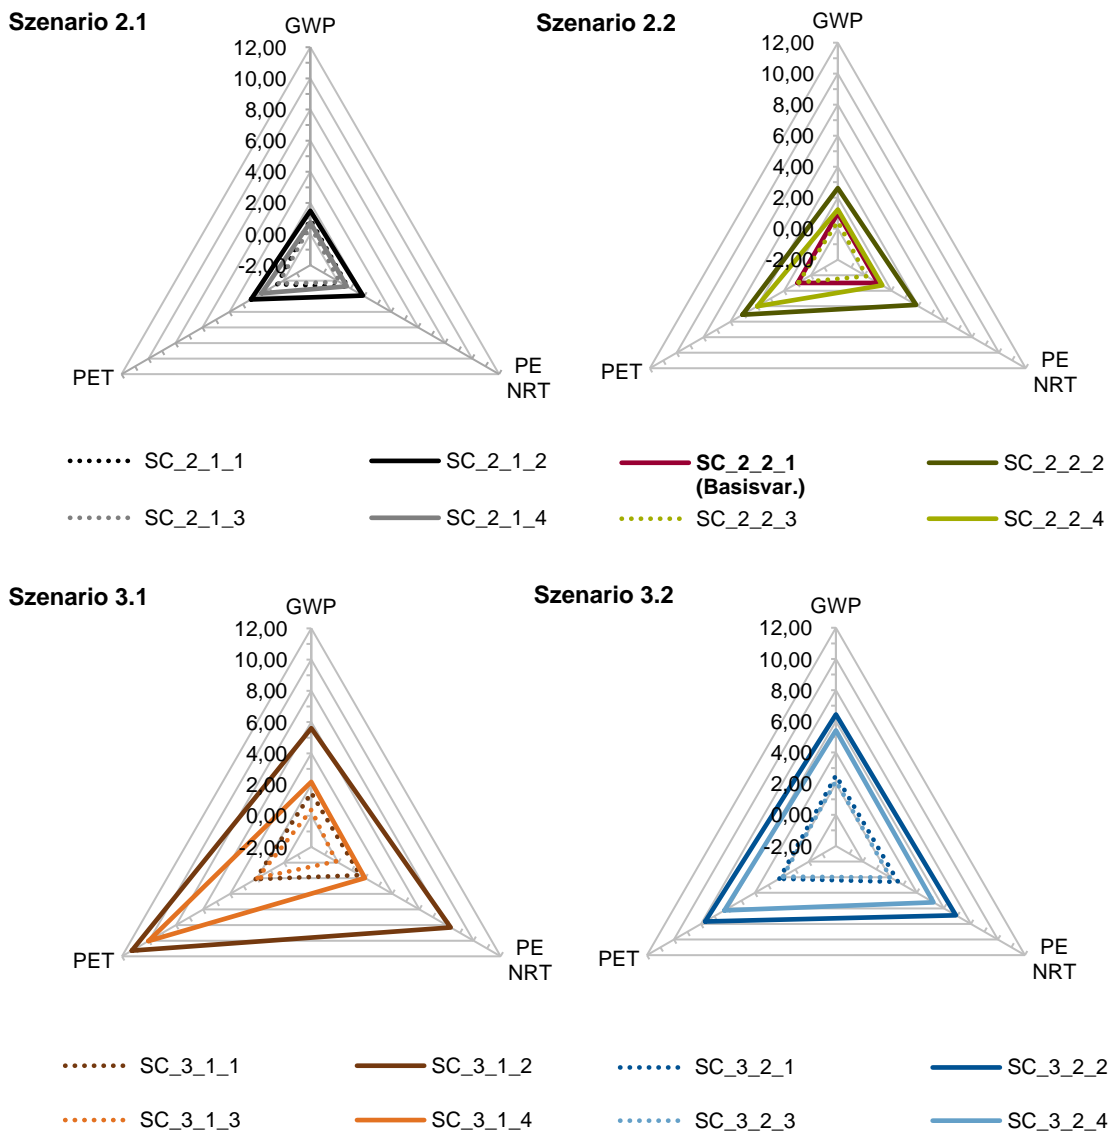 Szenario 2.1
GWP
12,00
10,00
8,00
6,00
4,00
2,00
0,00
-2,00
PET
PE
NRT
SC_2_1_1
SC_2_1_2
SC_2_1_3
SC_2_1_4
Szenario 2.2
GWP
12,00
10,00
8,00
6,00
4,00
2,00
0,00
-2,00
PET
PE
NRT
SC_2_2_1
(Basisvar.)
SC_2_2_2
SC_2_2_3
SC_2_2_4
Szenario 3.1
GWP
12,00
10,00
8,00
6,00
4,00
2,00
0,00
-2,00
PET
PE
NRT
SC_3_1_1
SC_3_1_2
SC_3_1_3
SC_3_1_4
Szenario 3.2
GWP
12,00
10,00
8,00
6,00
4,00
2,00
0,00
-2,00
PET
PE
NRT
SC_3_2_1
SC_3_2_2
SC_3_2_3
SC_3_2_4